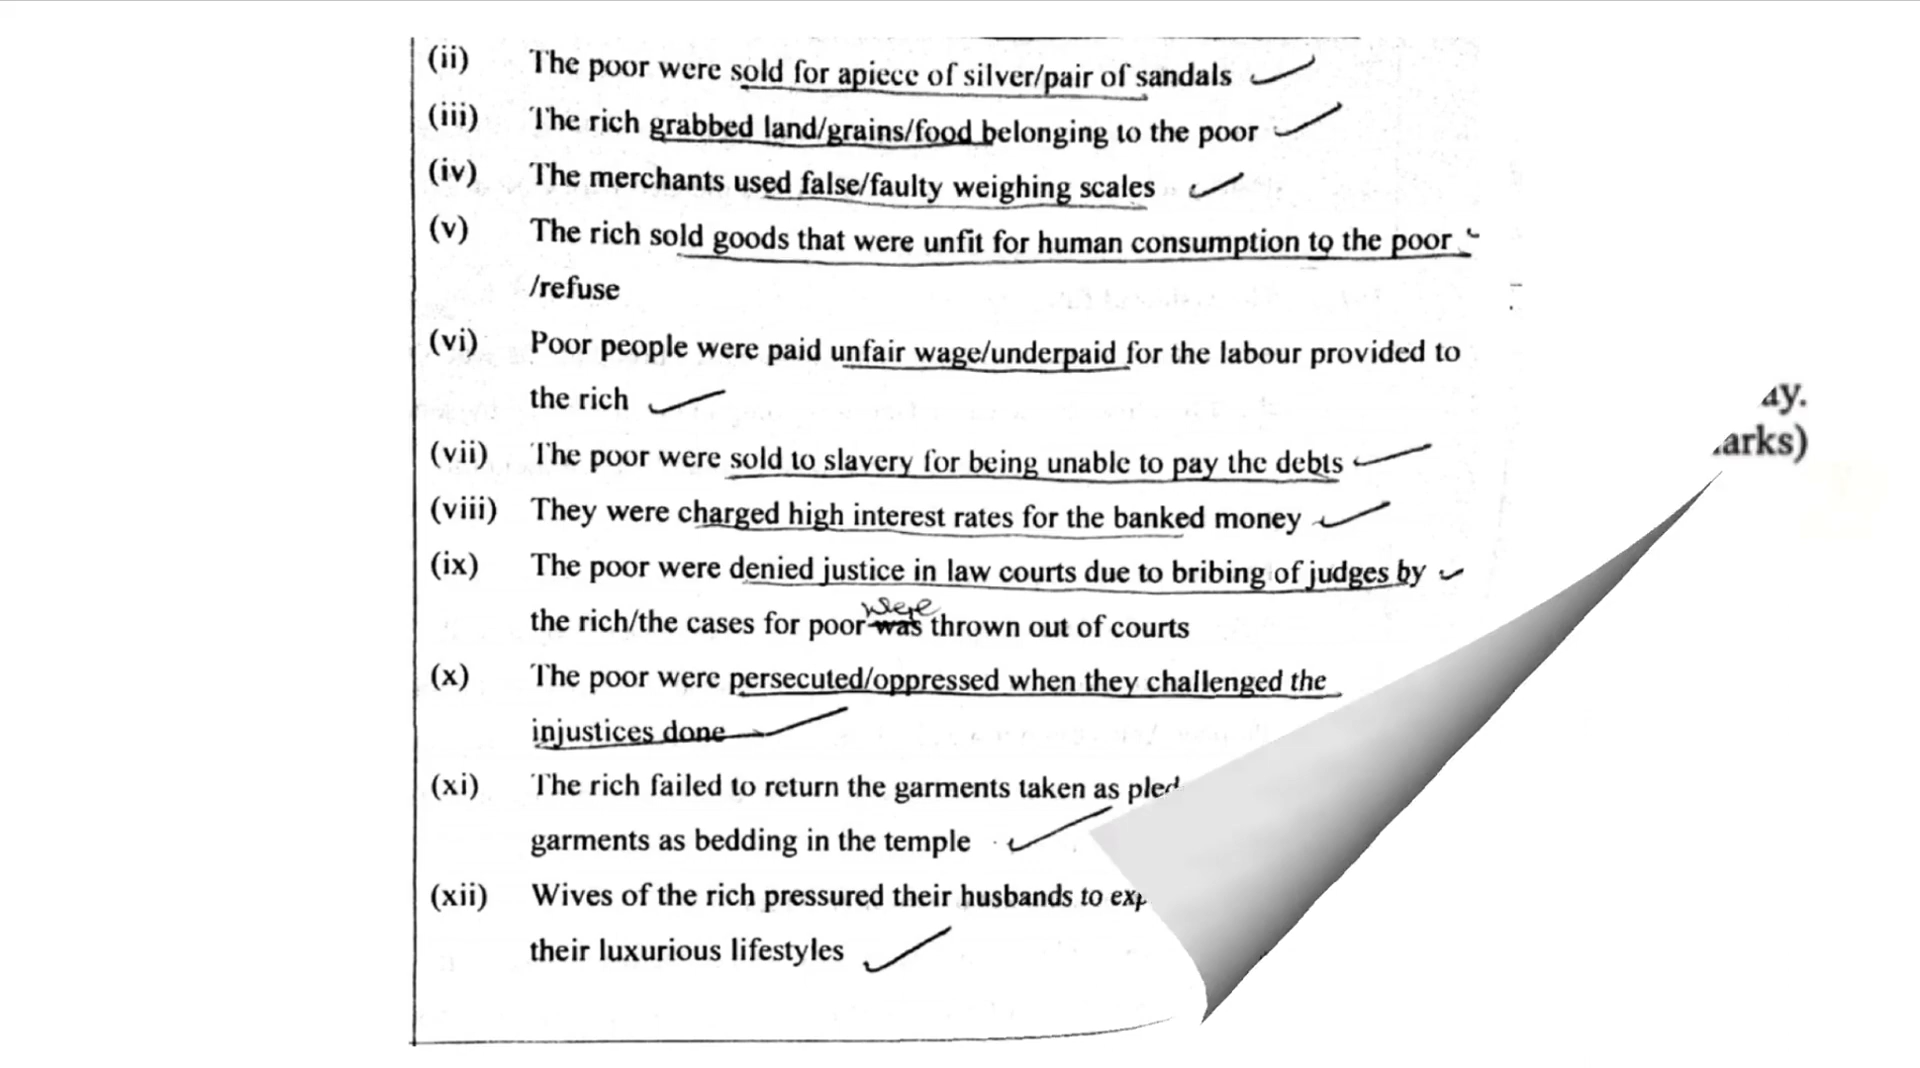 (ii) The poor were sold for apiece of silver/pair of sandals
(iii) The rich grabbed land/grains/food belonging to the poor
(iv) The merchants used false/faulty weighing scales
(v) The rich sold goods that were unfit for human consumption to the poor
/refuse
(vi) Poor people were paid unfair wage/underpaid for the labour provided to
the rich
ay.
arks)
(vii) The poor were sold to slavery for being unable to pay the debts
(viii) They were charged high interest rates for the banked money
(ix) The poor were denied justice in law courts due to bribing of judges by
were
the rich/the cases for poor was thrown out of courts
(x) The poor were persecuted/oppressed when they challenged the
injustices done
(xi) The rich failed to return the garments taken as
garments as bedding in the temple
(xii) Wives of the rich pressured their husbands to
their luxurious lifestyles